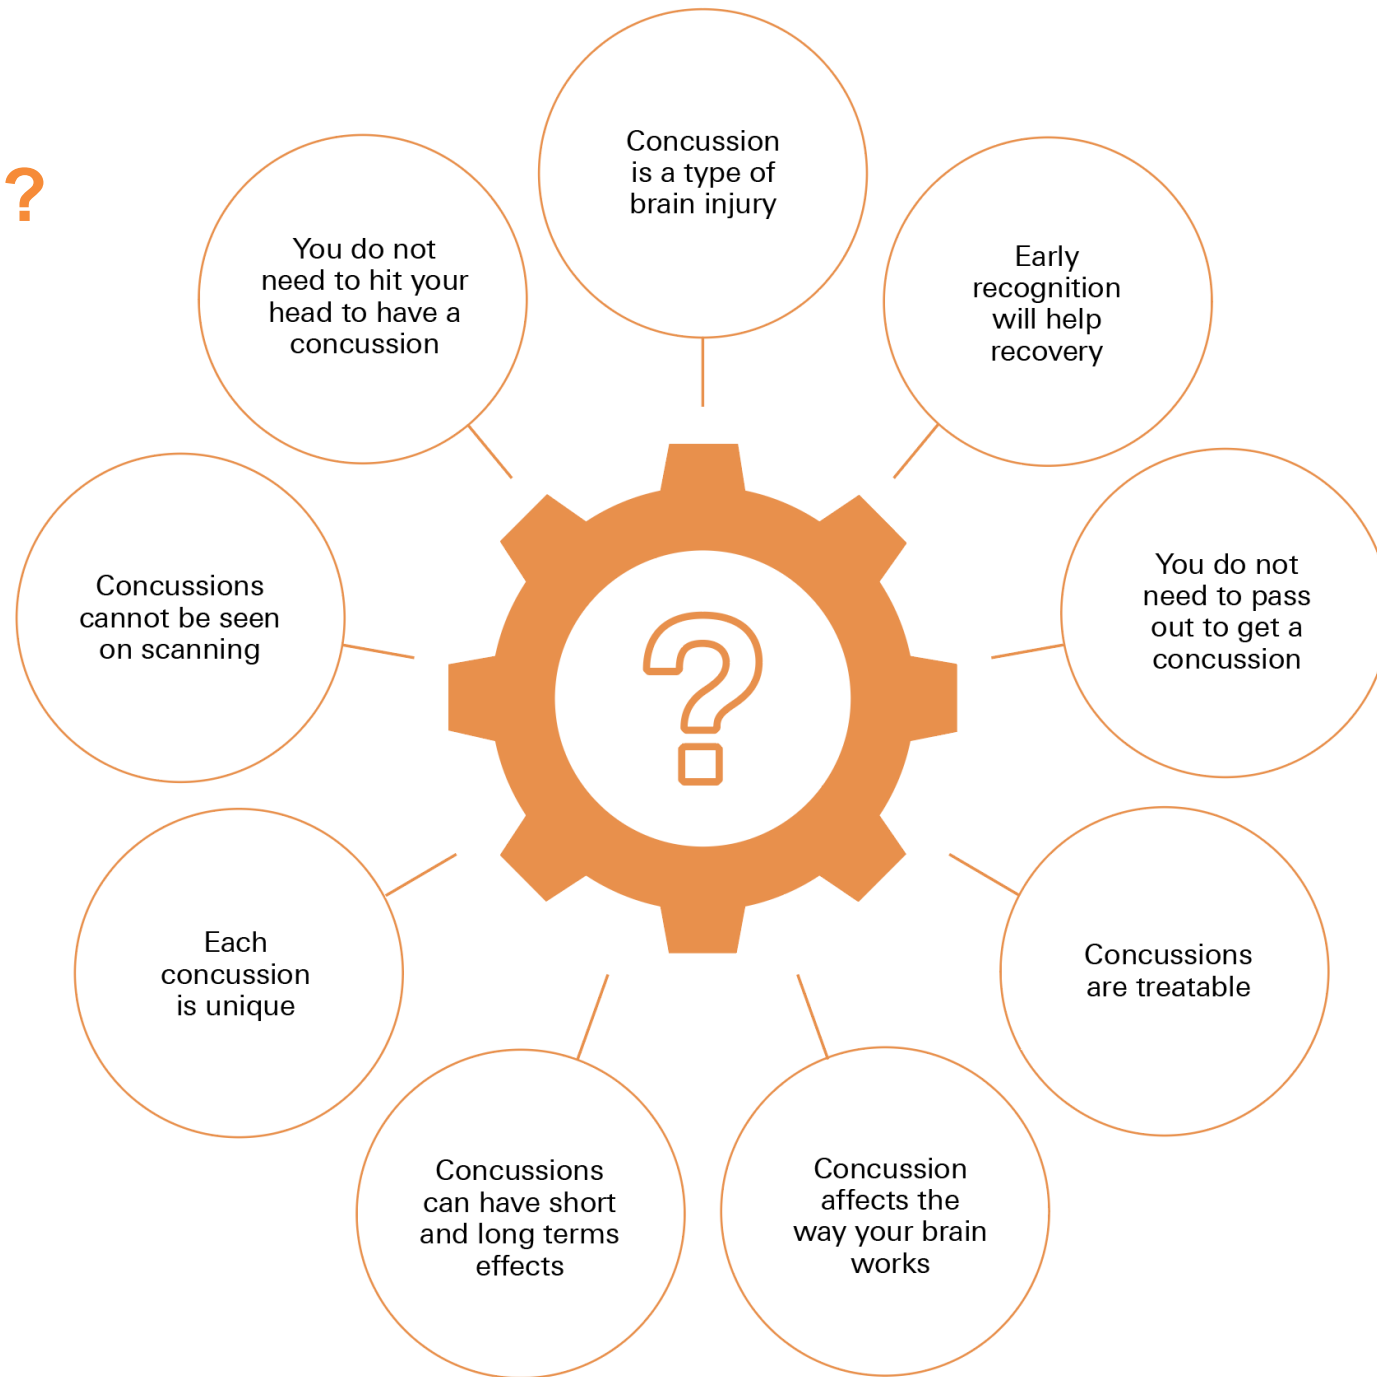 ?
Concussion
is a type of
brain injury
Early
recognition
will help
recovery
You do not
need to pass
out to get a
concussion
Concussions
are treatable
Concussion
affects the
way your brain
works
Concussions
can have short
and long terms
effects
Each
concussion
is unique
Concussions
cannot be seen
on scanning
You do not
need to hit your
head to have a
concussion
?